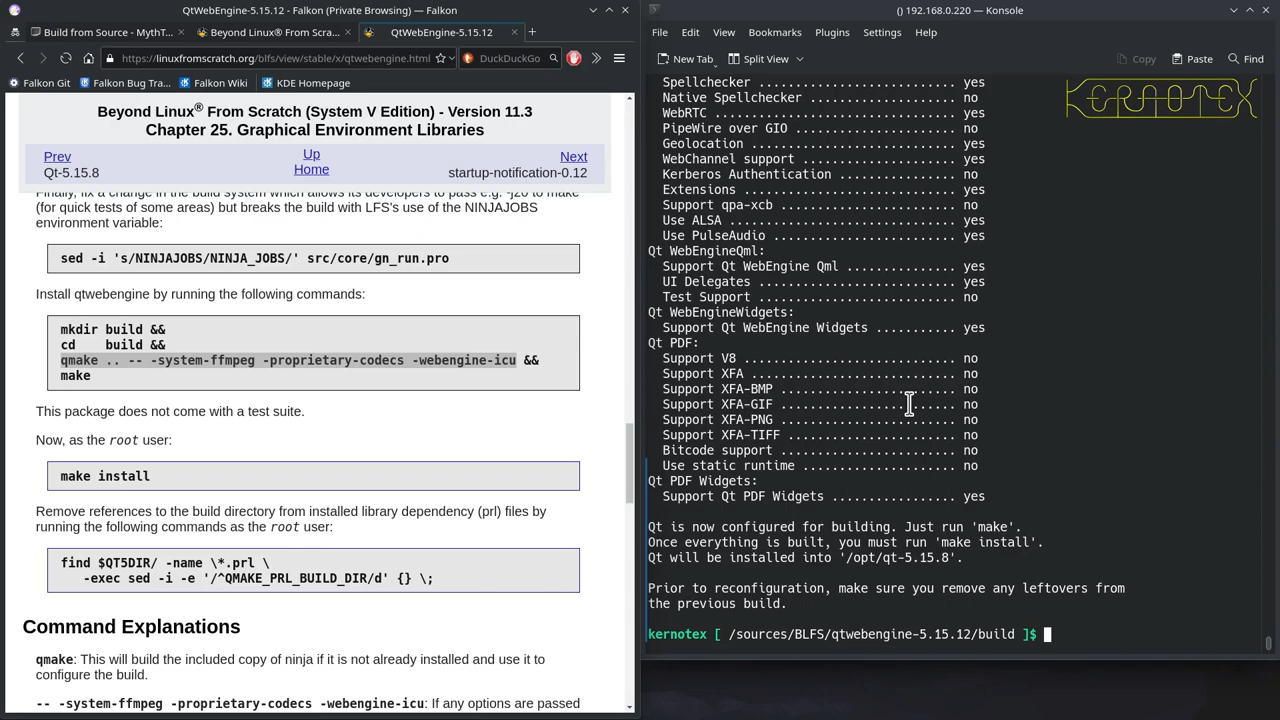 QtWebEngine-5.15.12 - Falkon (Private Browsing) — Falkon
Build from Source - MythT...
Beyond Linux® From Scra...
QtWebEngine-5.15.12
https://linuxfromscratch.org/blfs/view/stable/x/qtwebengine.html
DuckDuckGo
Falkon Git
Falkon Bug Tra...
Falkon Wiki
KDE Homepage
Beyond Linux® From Scratch (System V Edition) - Version 11.3
Chapter 25. Graphical Environment Libraries
Prev
Up
Next
Qt-5.15.8
Home
startup-notification-0.12
Finally, fix a change in the build system which allows its developers to pass e.g. -j20 to make
(for quick tests of some areas) but breaks the build with LFS's use of the NINJAJOBS
environment variable:
sed -i 's/NINJAJOBS/NINJA_JOBS/' src/core/gn_run.pro
Install qtwebengine by running the following commands:
mkdir build &&
cd    build &&
qmake .. -- -system-ffmpeg -proprietary-codecs -webengine-icu &&
make
This package does not come with a test suite.
Now, as the root user:
make install
Remove references to the build directory from installed library dependency (prl) files by
running the following commands as the root user:
find $QT5DIR/ -name \*.prl \
   -exec sed -i -e '/^QMAKE_PRL_BUILD_DIR/d' {} \;
Command Explanations
qmake: This will build the included copy of ninja if it is not already installed and use it to
configure the build.
-- -system-ffmpeg -proprietary-codecs -webengine-icu: If any options are passed
() 192.168.0.220 — Konsole
File Edit View Bookmarks Plugins Settings Help
New Tab
Split View
Copy
Paste
Find
KERNOTEX
Spellchecker ........................... yes
Native Spellchecker .................... no
WebRTC ................................. yes
PipeWire over GIO ...................... no
Geolocation ............................ yes
WebChannel support ..................... yes
Kerberos Authentication ................ no
Extensions ............................. yes
Support qpa-xcb ........................ no
Use ALSA ............................... yes
Use PulseAudio ......................... yes
Qt WebEngineQml:
Support Qt WebEngine Qml ............... yes
UI Delegates ........................... yes
Test Support ........................... no
Qt WebEngineWidgets:
Support Qt WebEngine Widgets ........... yes
Qt PDF:
Support V8 ............................. no
Support XFA ............................ no
Support XFA-BMP ........................ no
Support XFA-GIF ........................ no
Support XFA-PNG ........................ no
Support XFA-TIFF ....................... no
Bitcode support ........................ no
Use static runtime ..................... no
Qt PDF Widgets:
Support Qt PDF Widgets ................. yes
Qt is now configured for building. Just run 'make'.
Once everything is built, you must run 'make install'.
Qt will be installed into '/opt/qt-5.15.8'.
Prior to reconfiguration, make sure you remove any leftovers from
the previous build.
kernotex [ /sources/BLFS/qtwebengine-5.15.12/build ]$